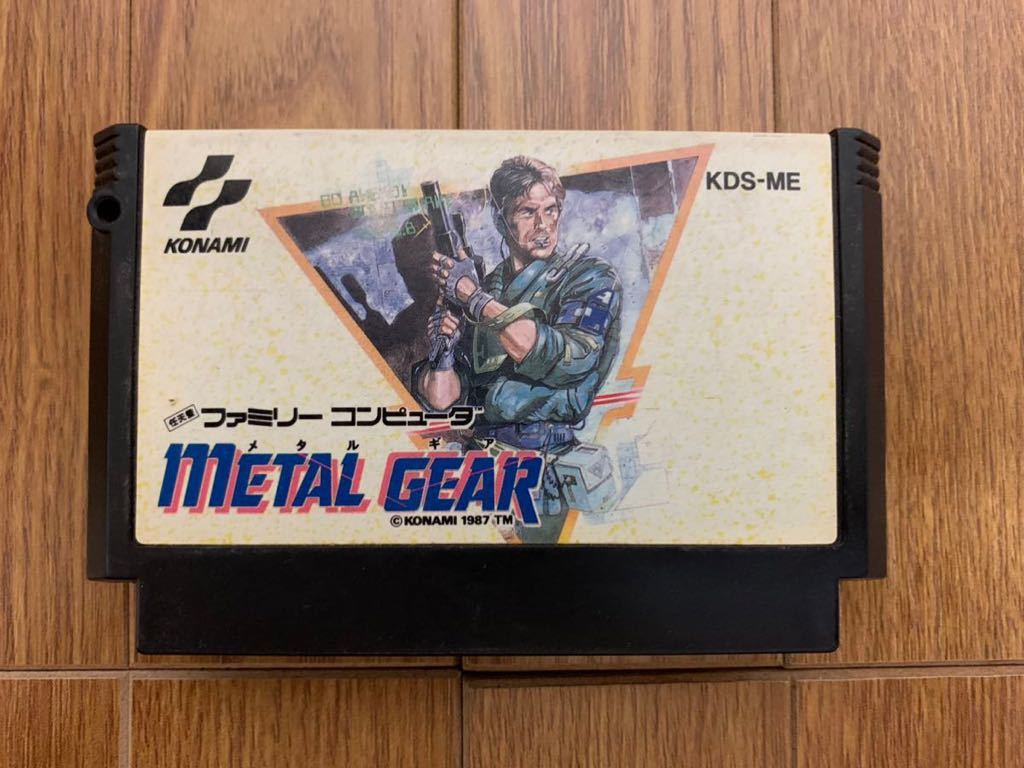 KONAMI
KDS-ME
任天堂 ファミリー コンピュータ
メタル ギア
METAL GEAR
©KONAMI 1987 TM